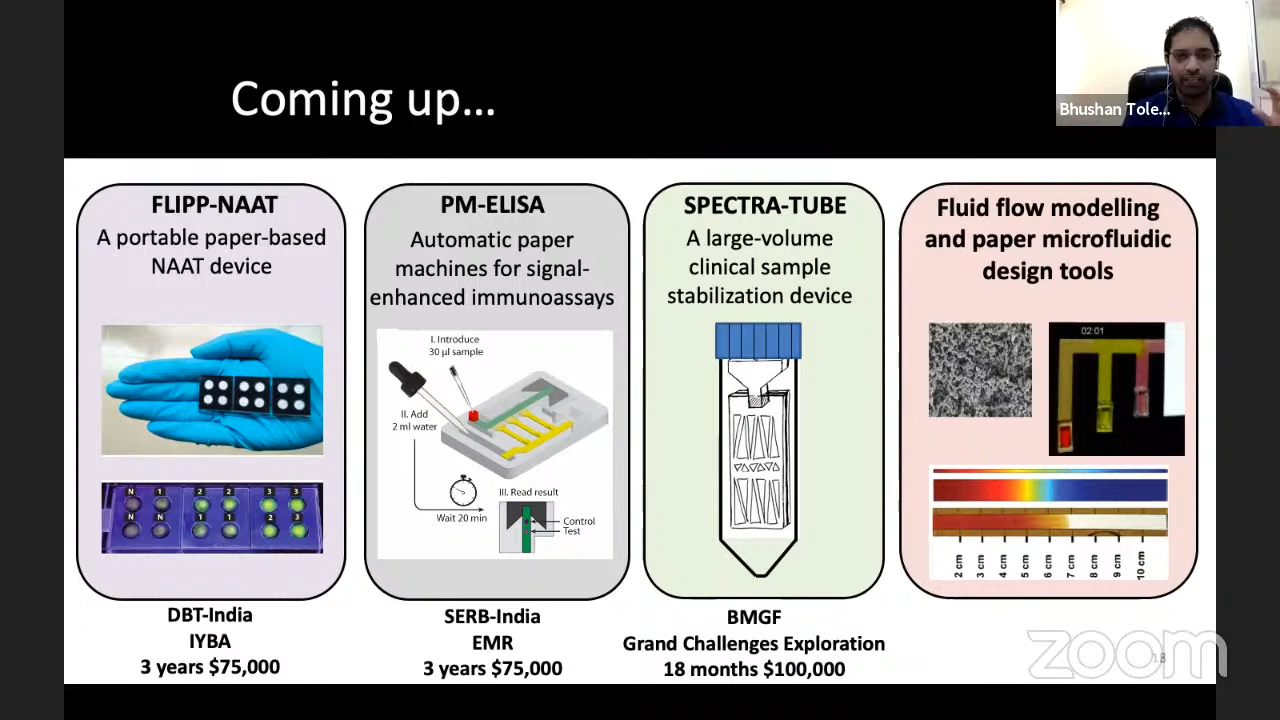 Coming up...
Bhushan Tole...
FLIPP-NAAT
A portable paper-based
NAAT device
N 1 2 2 3 3
N N 1 1 2 3
DBT-India
IYBA
3 years $75,000
PM-ELISA
Automatic paper
machines for signal-
enhanced immunoassays
I. Introduce
30 µl sample
II. Add
2 ml water
Wait 20 min
III. Read result
Control
Test
SERB-India
EMR
3 years $75,000
SPECTRA-TUBE
A large-volume
clinical sample
stabilization device
BMGF
Grand Challenges Exploration
18 months $100,000
Fluid flow modelling
and paper microfluidic
design tools
02:01
2 cm
3 cm
4 cm
5 cm
6 cm
7 cm
8 cm
9 cm
10 cm
18
zoom